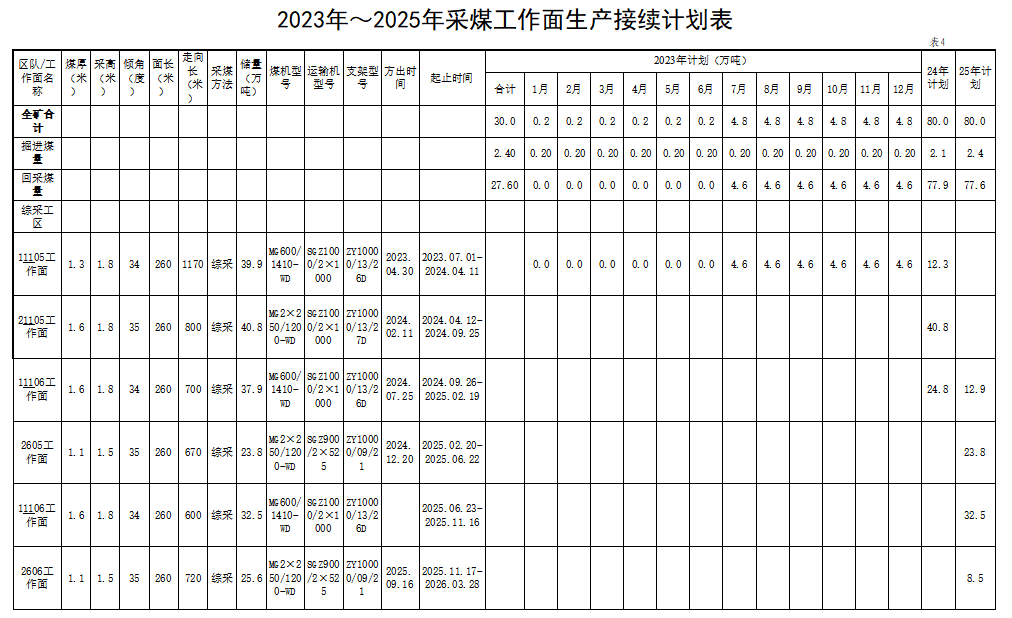 2023年～2025年采煤工作面生产接续计划表
表4
区队/工作面名称 煤厚（米） 采高（米） 倾角（度） 面长（米） 走向长（米） 采煤方法 储量（万吨） 煤机型号 运输机型号 支架型号 方出时间 起止时间 2023年计划（万吨） 24年计划 25年计划
合计 1月 2月 3月 4月 5月 6月 7月 8月 9月 10月 11月 12月
全矿合计 30.0 0.2 0.2 0.2 0.2 0.2 0.2 4.8 4.8 4.8 4.8 4.8 4.8 80.0 80.0
掘进煤量 2.40 0.20 0.20 0.20 0.20 0.20 0.20 0.20 0.20 0.20 0.20 0.20 0.20 2.1 2.4
回采煤量 27.60 0.0 0.0 0.0 0.0 0.0 0.0 4.6 4.6 4.6 4.6 4.6 4.6 77.9 77.6
综采工区
11105工作面 1.3 1.8 34 260 1170 综采 39.9 MG600/1410-WD SGZ1000/2×1000 ZY10000/13/26D 2023.04.30 2023.07.01-2024.04.11 0.0 0.0 0.0 0.0 0.0 0.0 4.6 4.6 4.6 4.6 4.6 4.6 12.3
21105工作面 1.6 1.8 35 260 800 综采 40.8 MG2×250/1200-WD SGZ1000/2×1000 ZY10000/13/27D 2024.02.11 2024.04.12-2024.09.25 40.8
11106工作面 1.6 1.8 34 260 700 综采 37.9 MG600/1410-WD SGZ1000/2×1000 ZY10000/13/26D 2024.07.25 2024.09.26-2025.02.19 24.8 12.9
2605工作面 1.1 1.5 35 260 670 综采 23.8 MG2×250/1200-WD SGZ900/2×525 ZY10000/09/21 2024.12.20 2025.02.20-2025.06.22 23.8
11106工作面 1.6 1.8 34 260 600 综采 32.5 MG600/1410-WD SGZ1000/2×1000 ZY10000/13/26D 2025.06.23-2025.11.16 32.5
2606工作面 1.1 1.5 35 260 720 综采 25.6 MG2×250/1200-WD SGZ900/2×525 ZY10000/09/21 2025.09.16 2025.11.17-2026.03.28 8.5